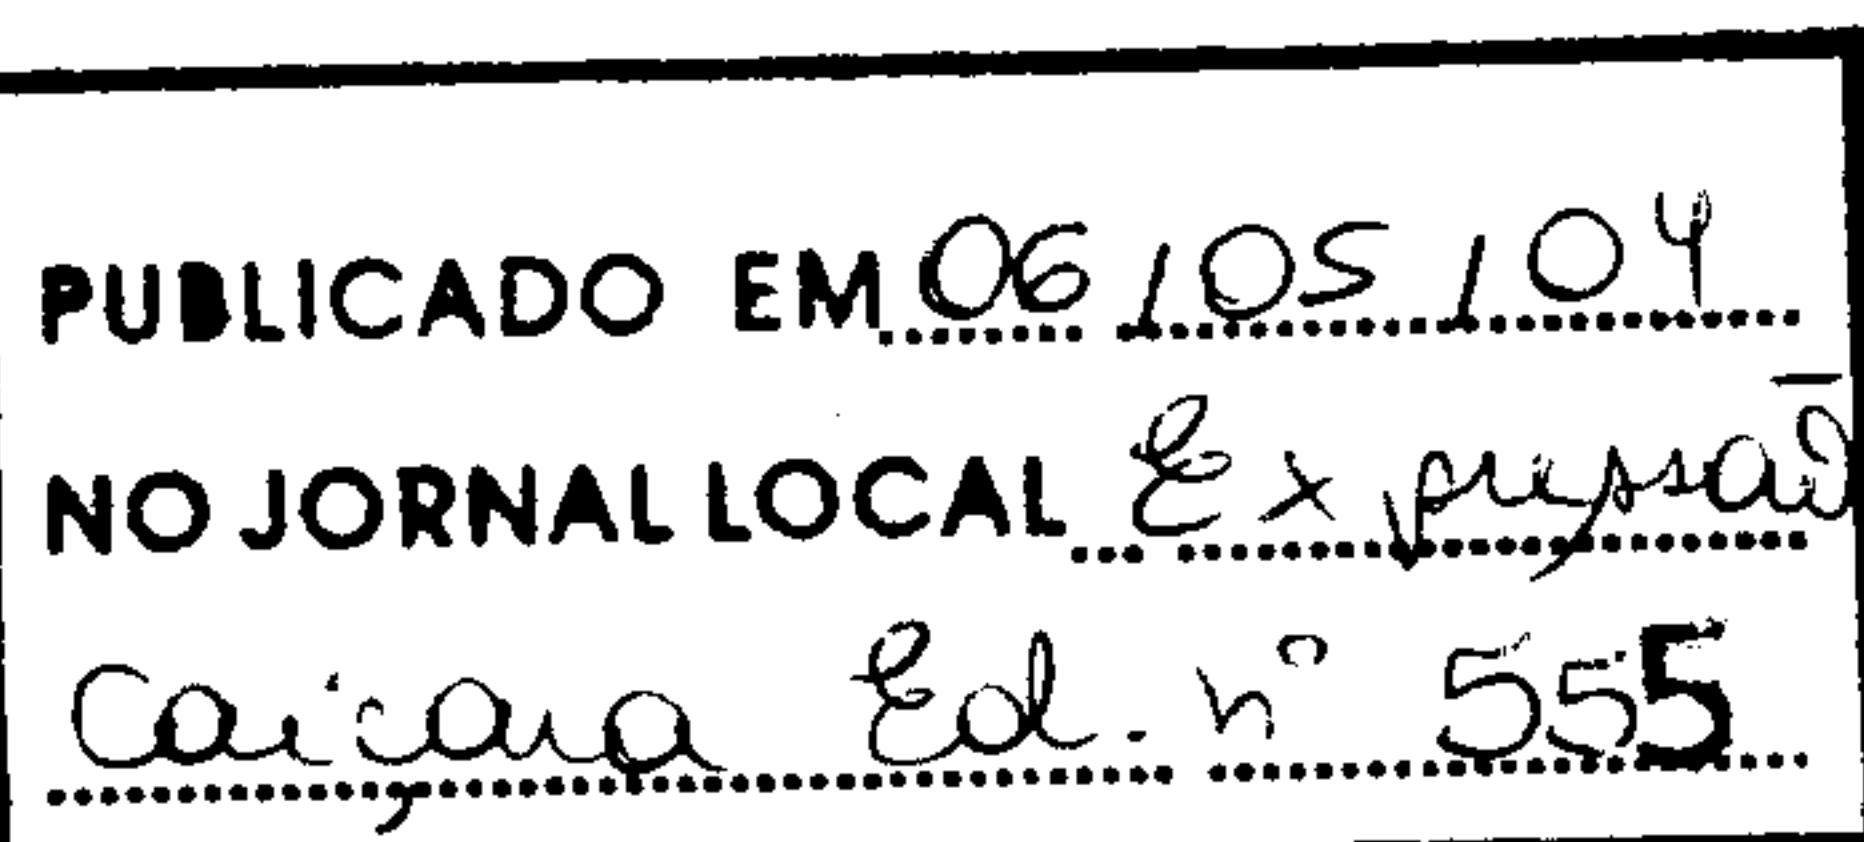 PUBLICADO EM 06/05/04
NO JORNAL LOCAL Expressão
Caiçara Ed. nº 555